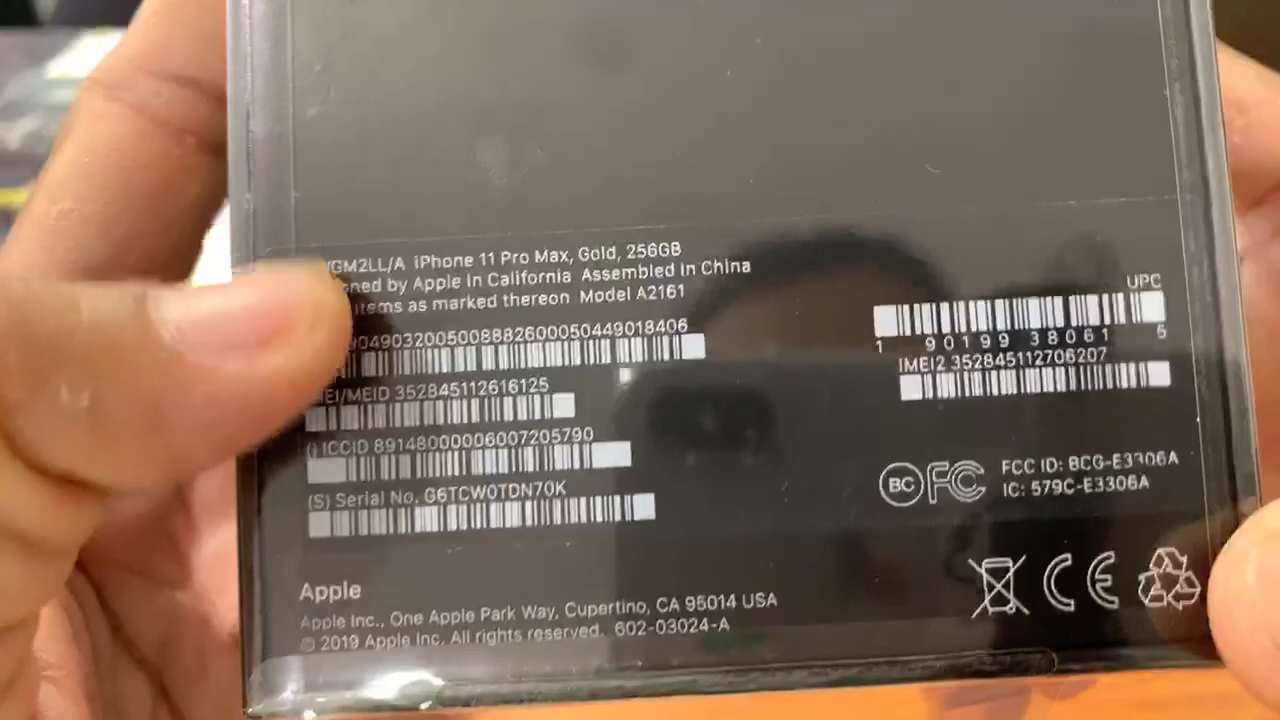 iPhone 11 Pro Max, Gold, 256GB
by Apple in California Assembled in China
items as marked thereon Model A2161
UPC
1 90199 38061 5
IMEI2 352845112706207
352845112616125
ICCID 89148000006007205790
(S) Serial No. G6TCW0TDN70K
BC FC
FCC ID: BCG-E3306A
IC: 579C-E3306A
CE
Apple
Apple Inc., One Apple Park Way, Cupertino, CA 95014 USA
© 2019 Apple Inc. All rights reserved. 602-03024-A